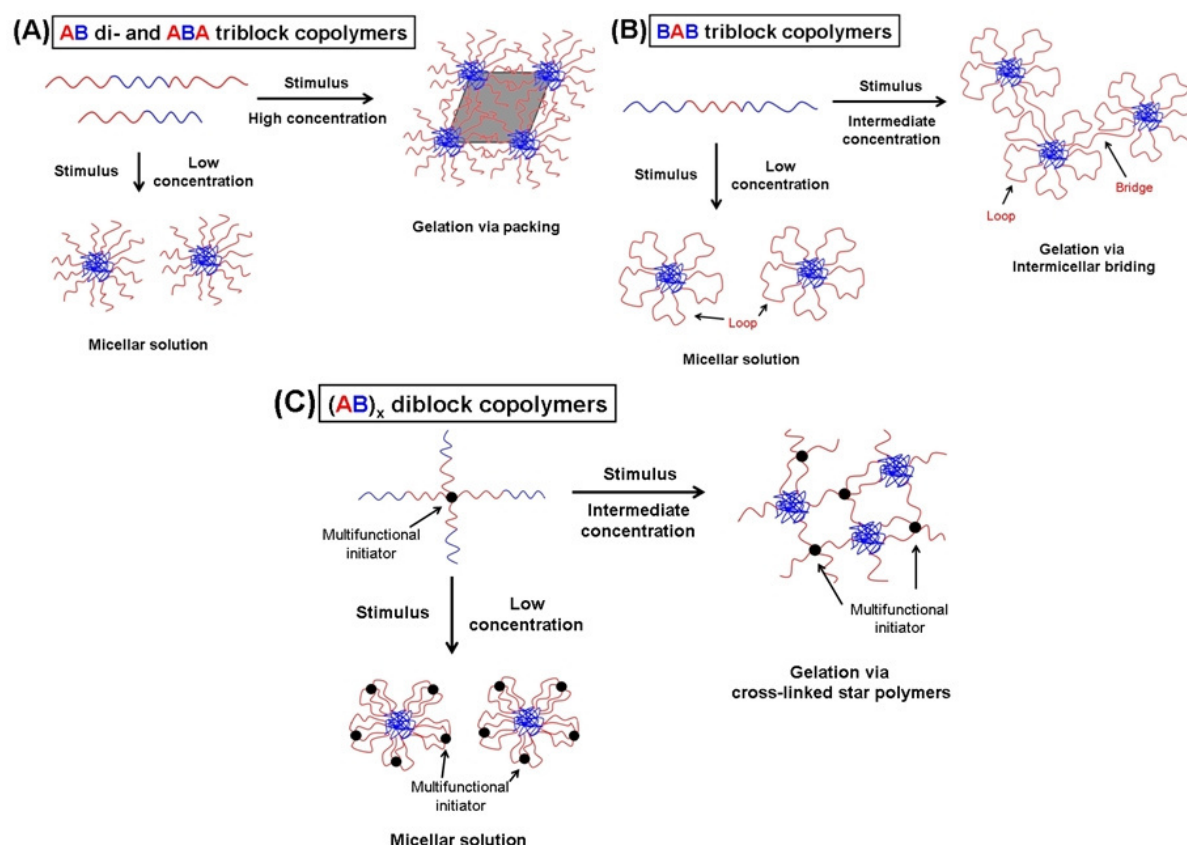 (A) AB di- and ABA triblock copolymers
Stimulus
High concentration
Stimulus
Low
concentration
Gelation via packing
Micellar solution
(B) BAB triblock copolymers
Stimulus
Intermediate
concentration
Stimulus
Low
concentration
Loop
Bridge
Gelation via
Intermicellar briding
Loop
Micellar solution
(C) (AB)x diblock copolymers
Multifunctional
initiator
Stimulus
Intermediate
concentration
Stimulus
Low
concentration
Multifunctional
initiator
Gelation via
cross-linked star polymers
Multifunctional
initiator
Micellar solution